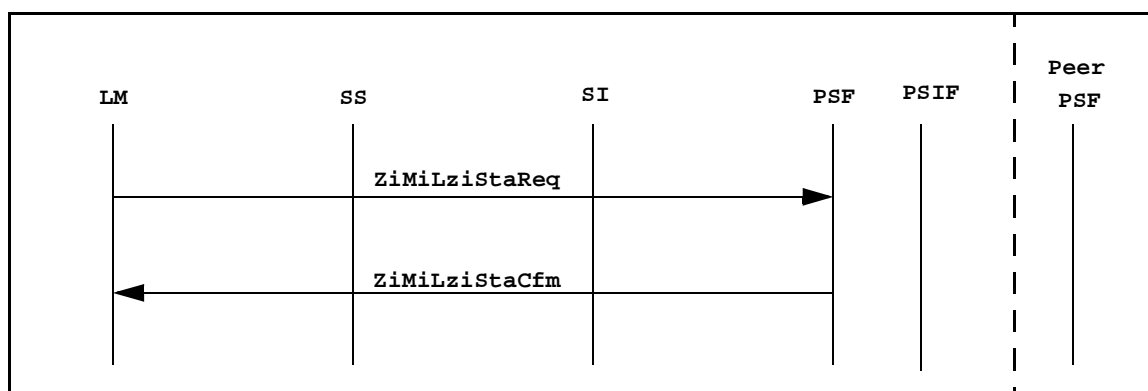 LM
SS
SI
PSF
PSIF
Peer
PSF
ZiMiLziStaReq
ZiMiLziStaCfm